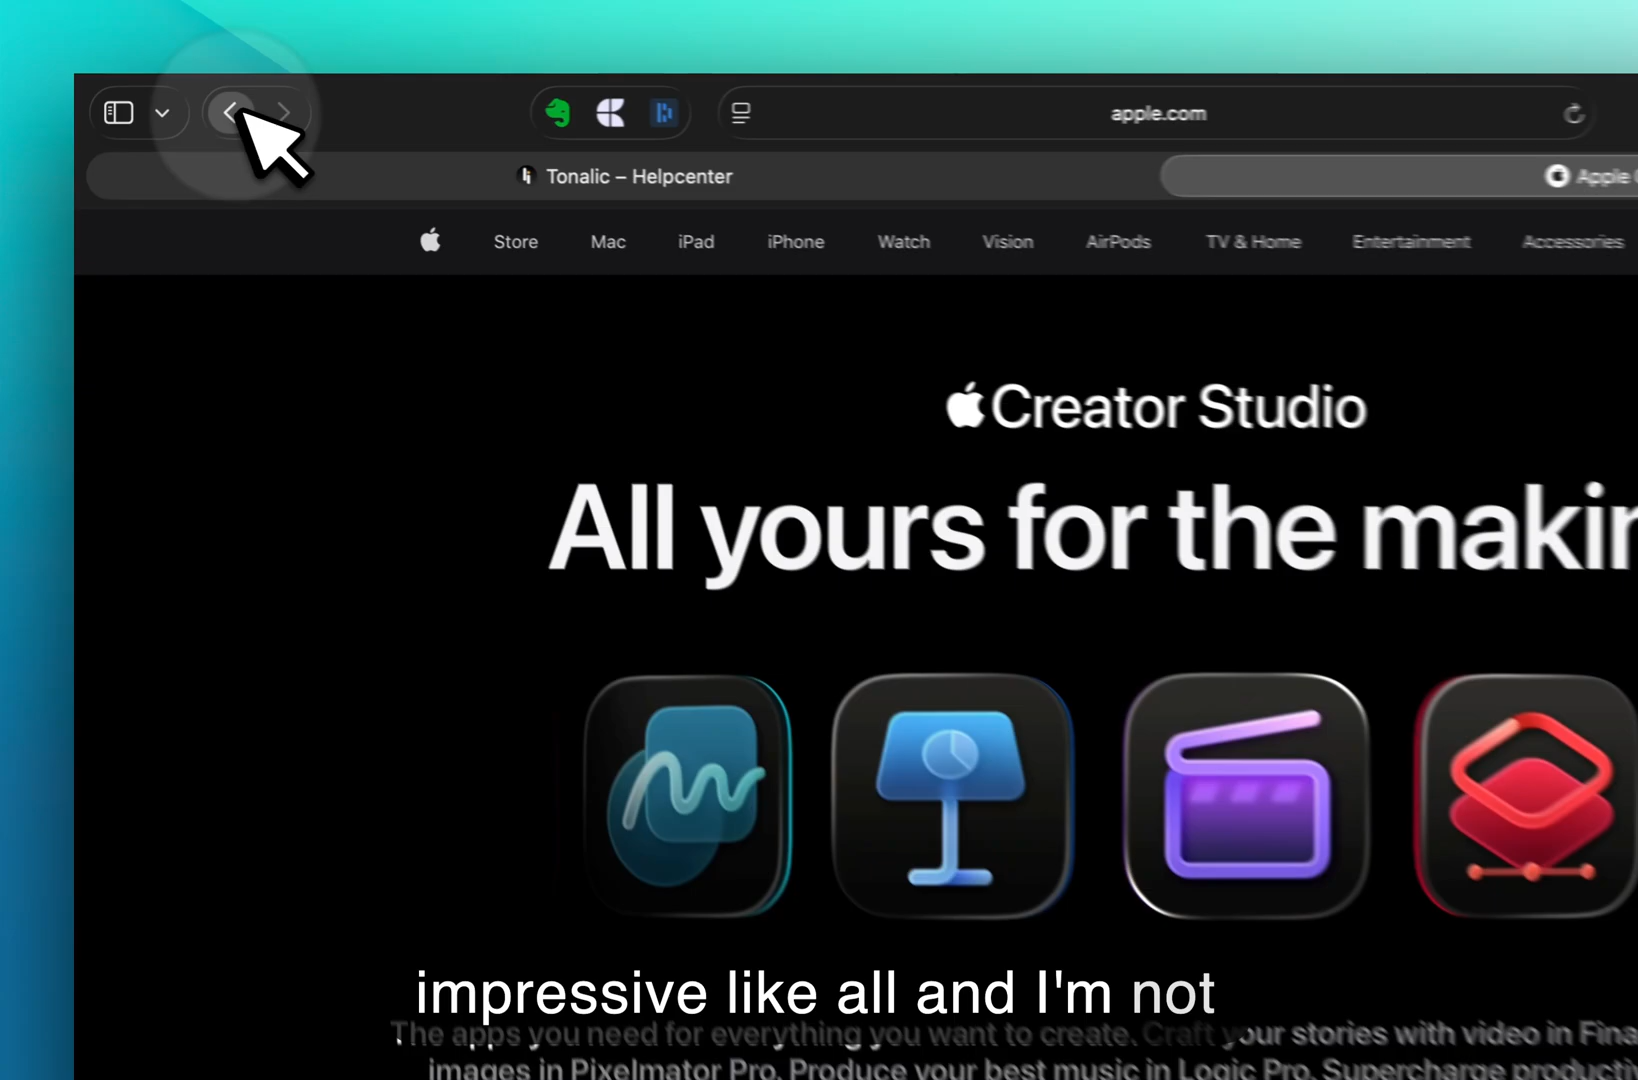 apple.com
Tonalic – Helpcenter
Apple
Store Mac iPad iPhone Watch Vision AirPods TV & Home Entertainment Accessories
Creator Studio
All yours for the makin
impressive like all and I'm not
The apps you need for everything you want to create. Craft your stories with video in Fina
images in Pixelmator Pro. Produce your best music in Logic Pro. Supercharge producti